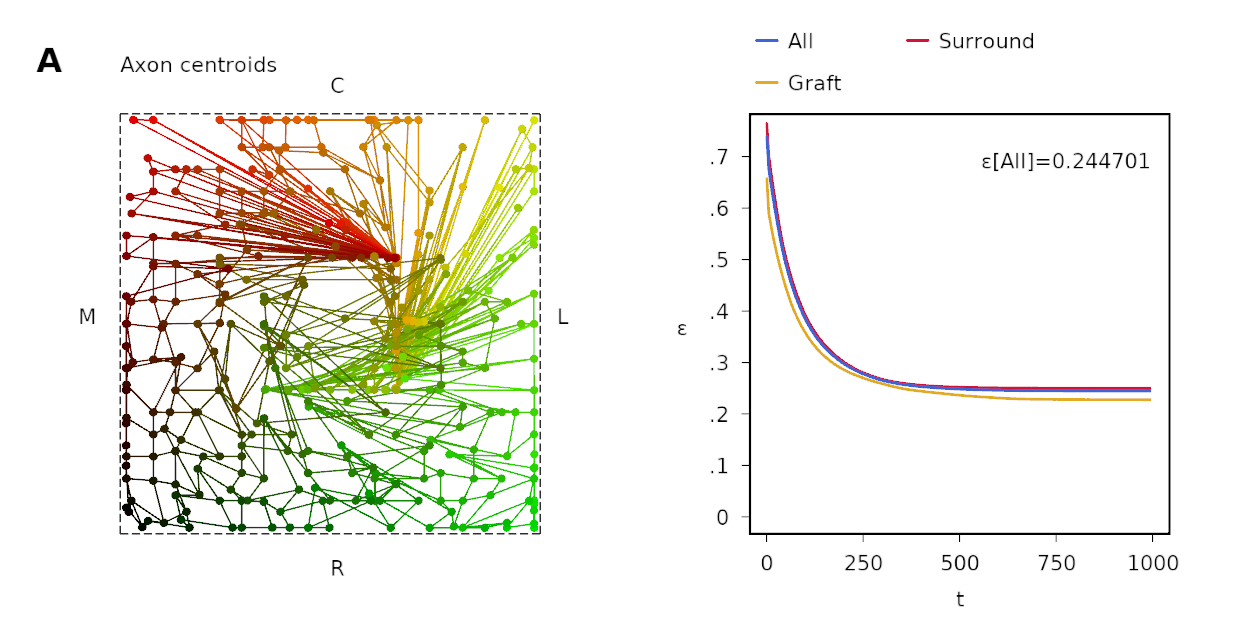 A
Axon centroids
C
M
L
R
All
Surround
Graft
ε[All]=0.244701
ε
.7
.6
.5
.4
.3
.2
.1
0
0 250 500 750 1000
t